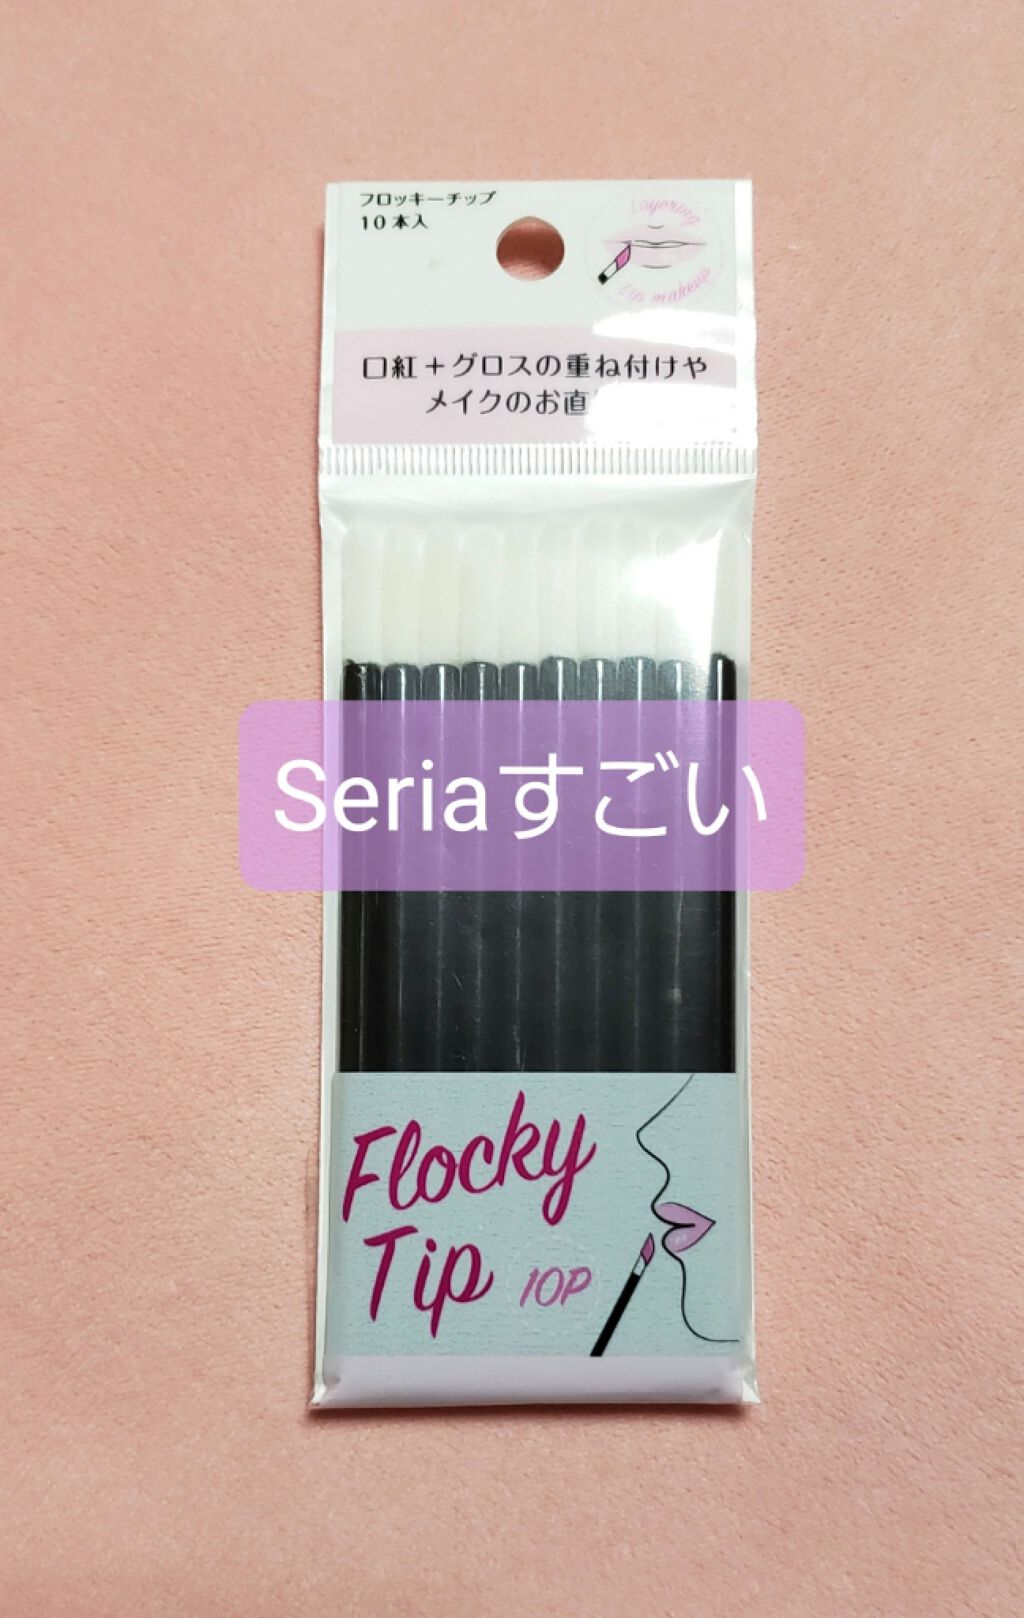 フロッキーチップ
10本入
Layering
Lip makeup
口紅+グロスの重ね付けや
メイクのお直
Seriaすごい
Flocky
Tip 10P